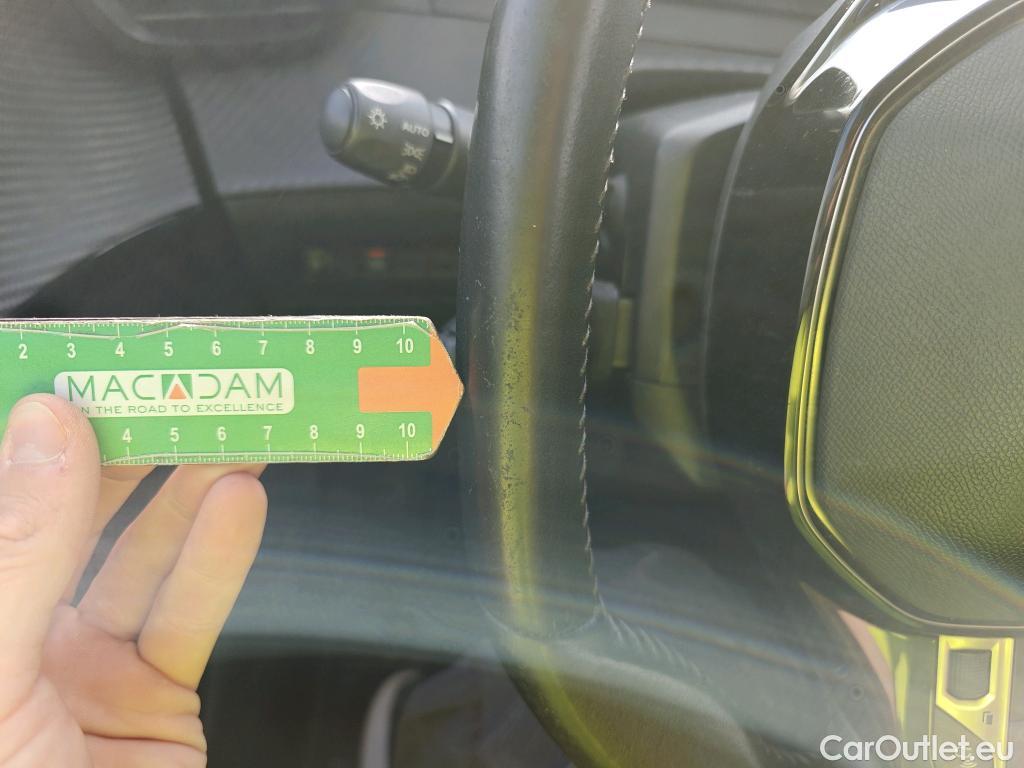 AUTO
2 3 4 5 6 7 8 9 10
MACADAM
N THE ROAD TO EXCELLENCE
4 5 6 7 8 9 10
CarOutlet.eu